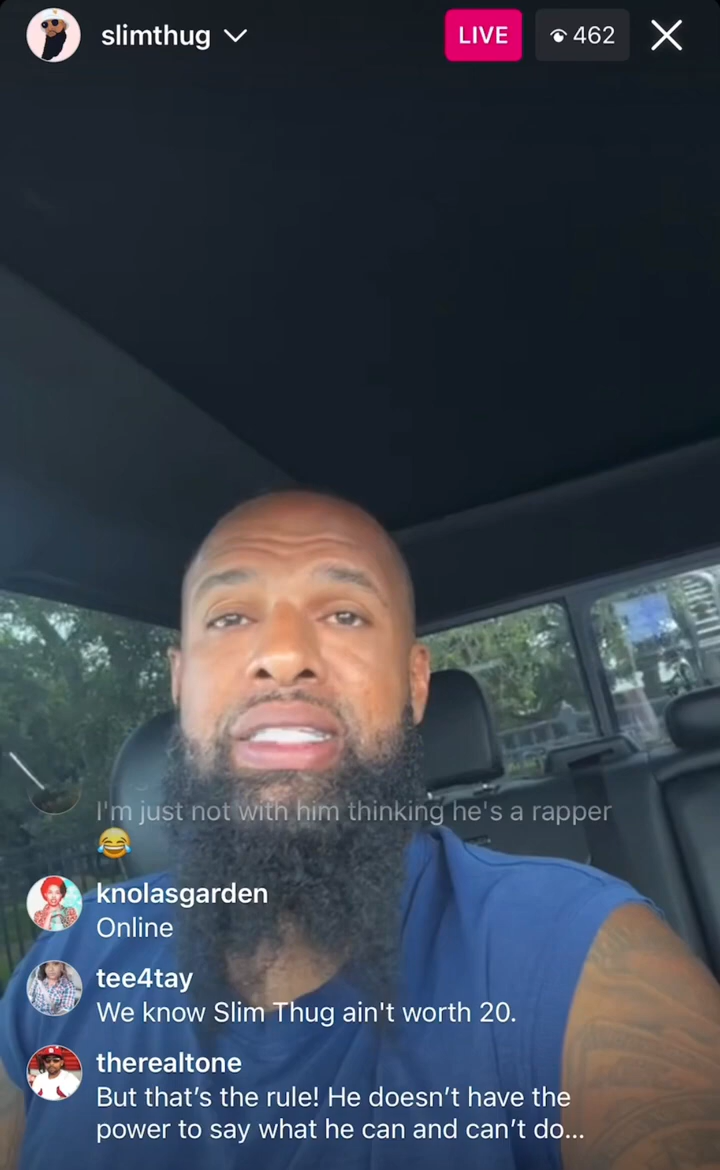 slimthug
LIVE
462
I'm just not with him thinking he's a rapper
😂
knolasgarden
Online
tee4tay
We know Slim Thug ain't worth 20.
therealtone
But that’s the rule! He doesn’t have the
power to say what he can and can’t do...